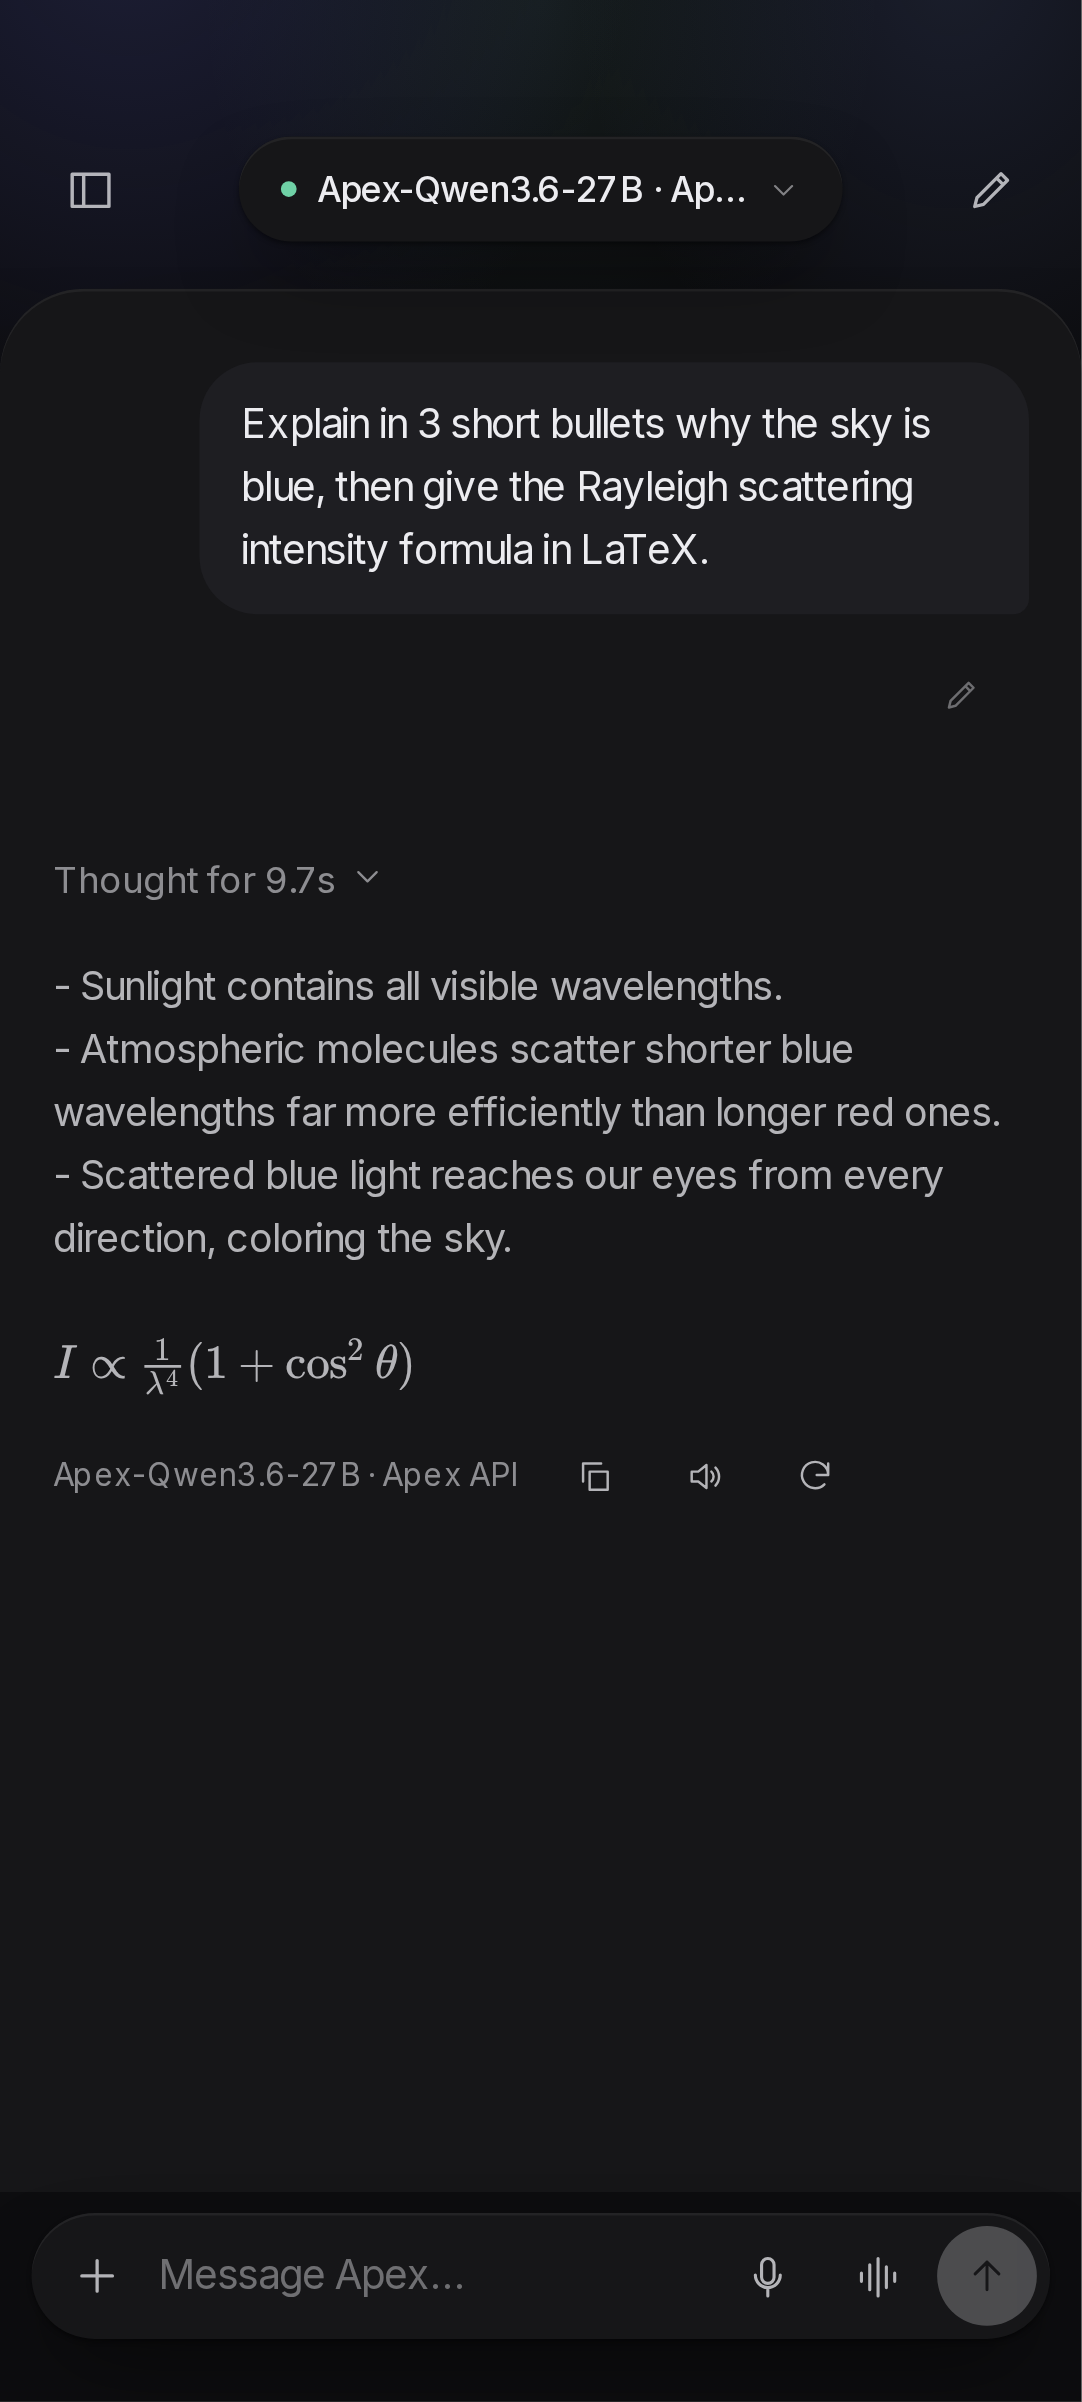 Apex-Qwen3.6-27B · Ap...
Explain in 3 short bullets why the sky is
blue, then give the Rayleigh scattering
intensity formula in LaTeX.
Thought for 9.7s
- Sunlight contains all visible wavelengths.
- Atmospheric molecules scatter shorter blue
wavelengths far more efficiently than longer red ones.
- Scattered blue light reaches our eyes from every
direction, coloring the sky.
I ∝ 1/λ⁴(1 + cos² θ)
Apex-Qwen3.6-27B · Apex API
Message Apex...